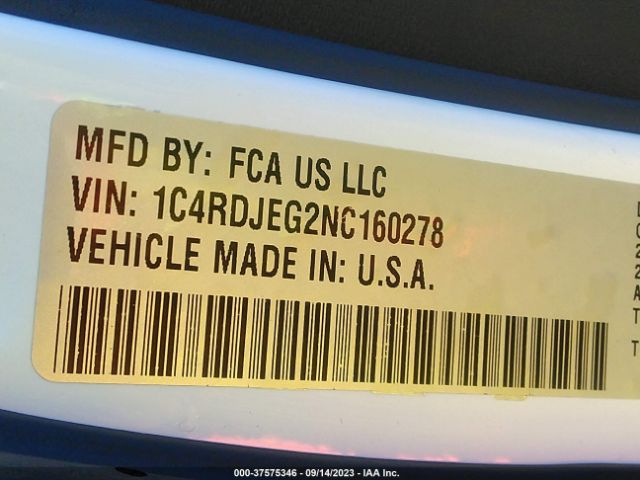 MFD BY: FCA US LLC
VIN: 1C4RDJEG2NC160278
VEHICLE MADE IN: U.S.A.
000-37575346 - 09/14/2023 - IAA Inc.